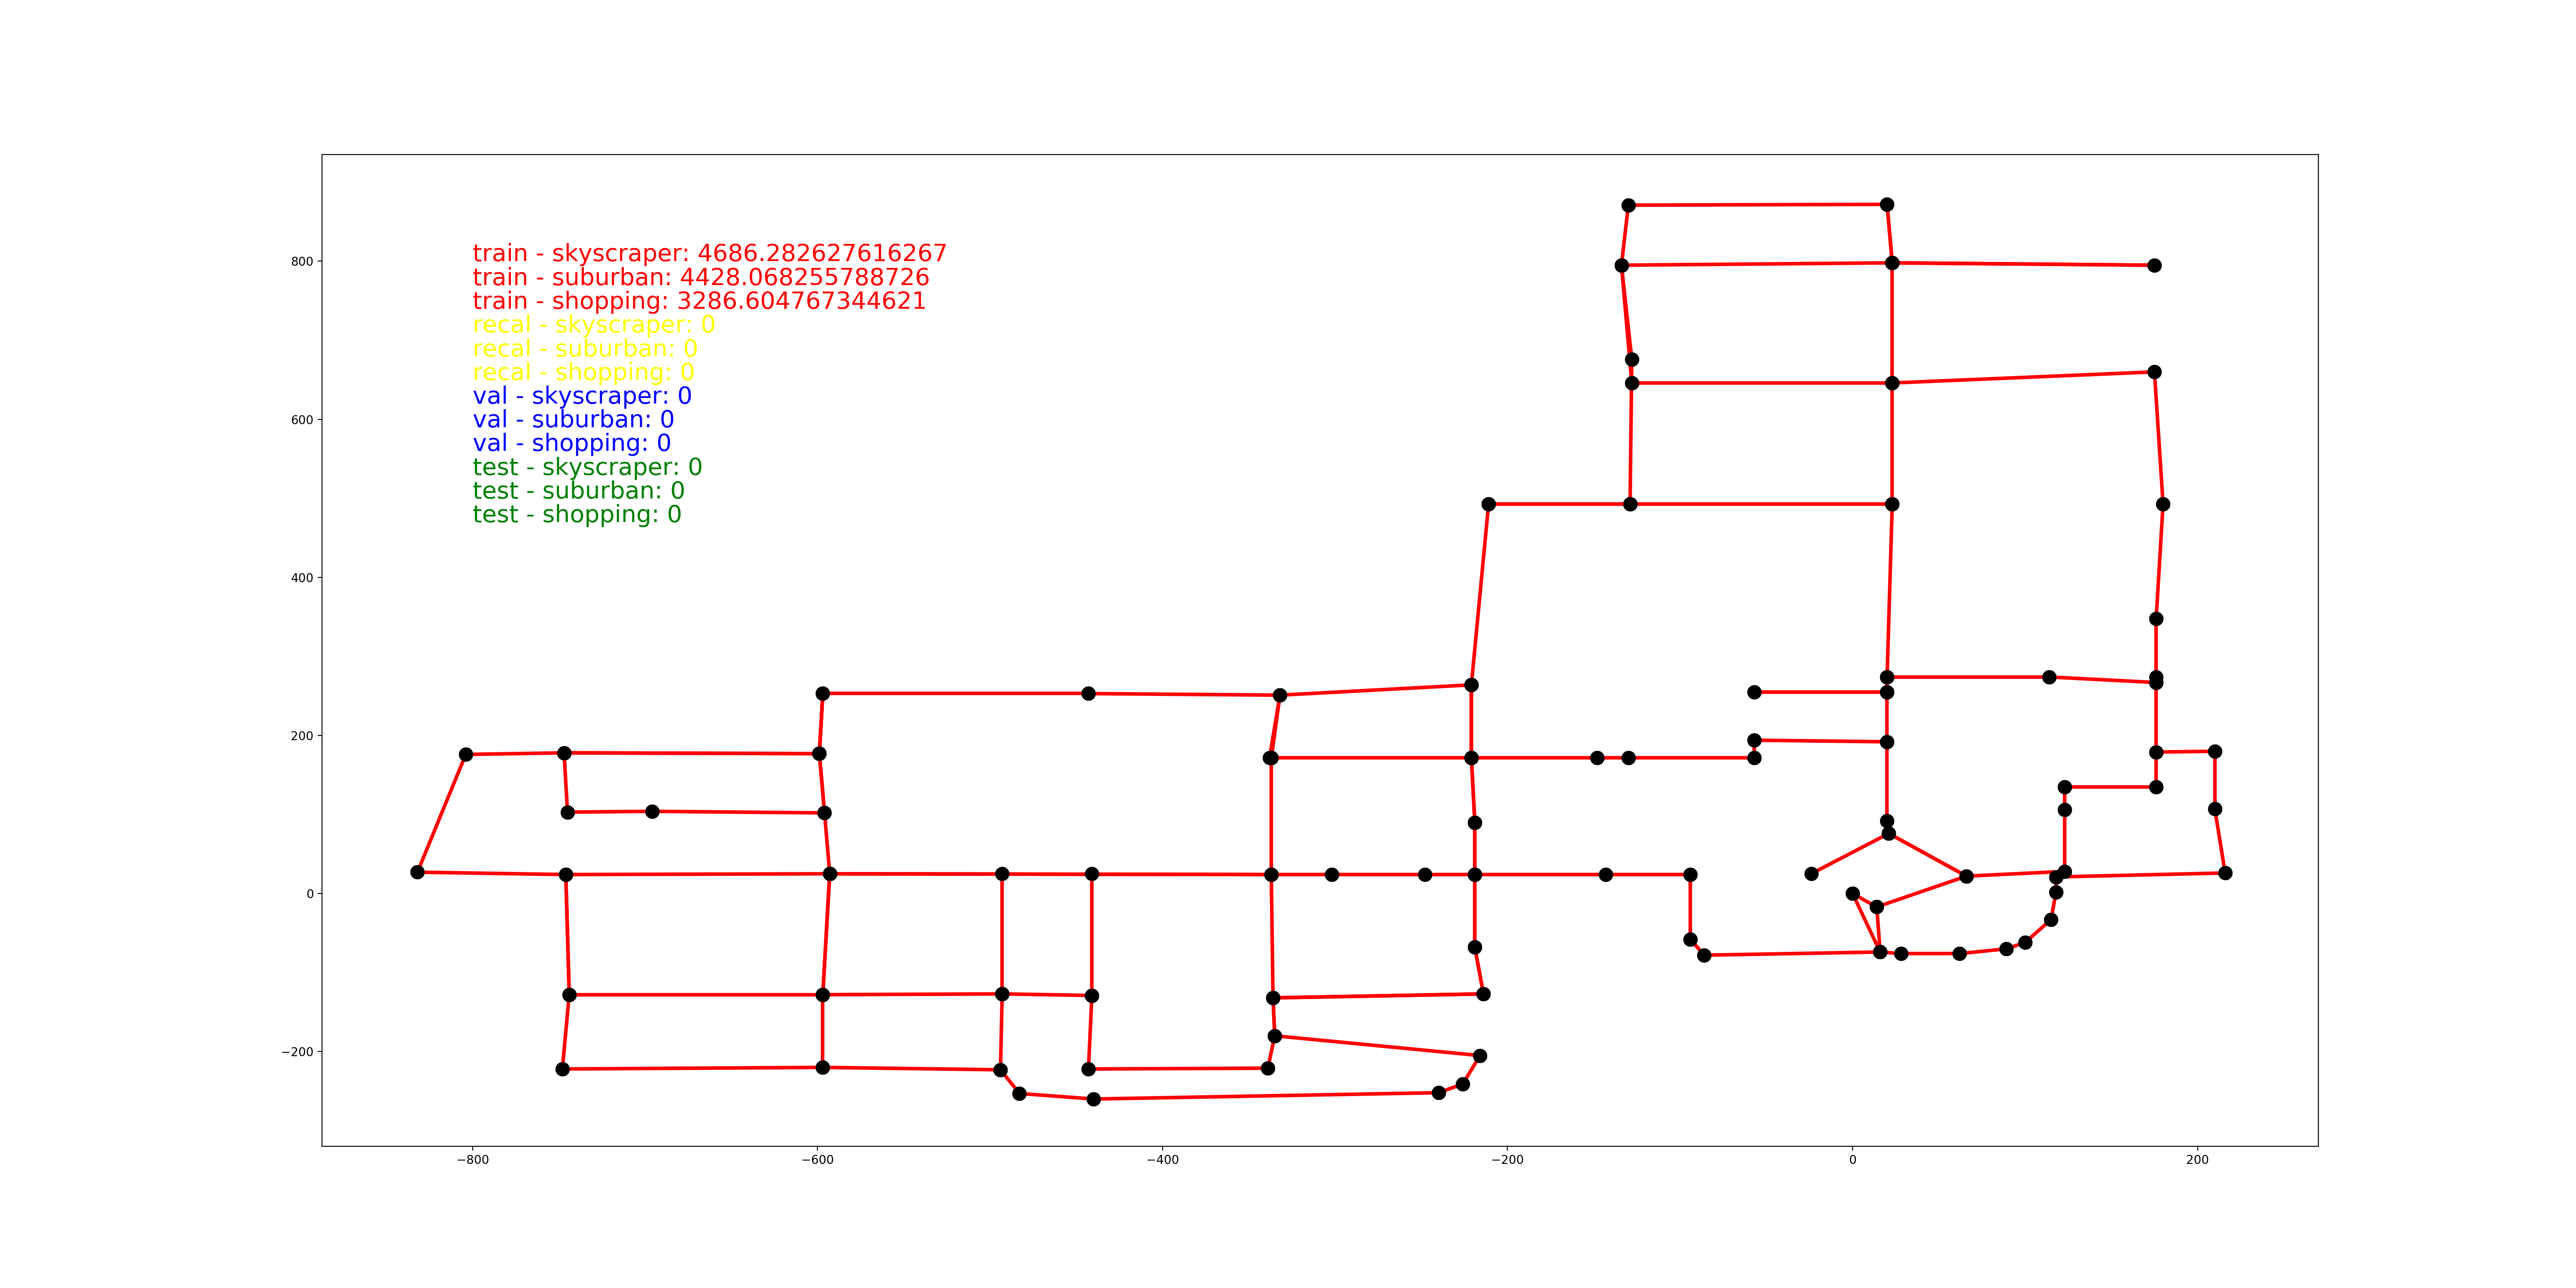 train - skyscraper: 4686.282627616267
train - suburban: 4428.068255788726
train - shopping: 3286.604767344621
recal - skyscraper: 0
recal - suburban: 0
recal - shopping: 0
val - skyscraper: 0
val - suburban: 0
val - shopping: 0
test - skyscraper: 0
test - suburban: 0
test - shopping: 0
800
600
400
200
0
−200
−800
−600
−400
−200
0
200